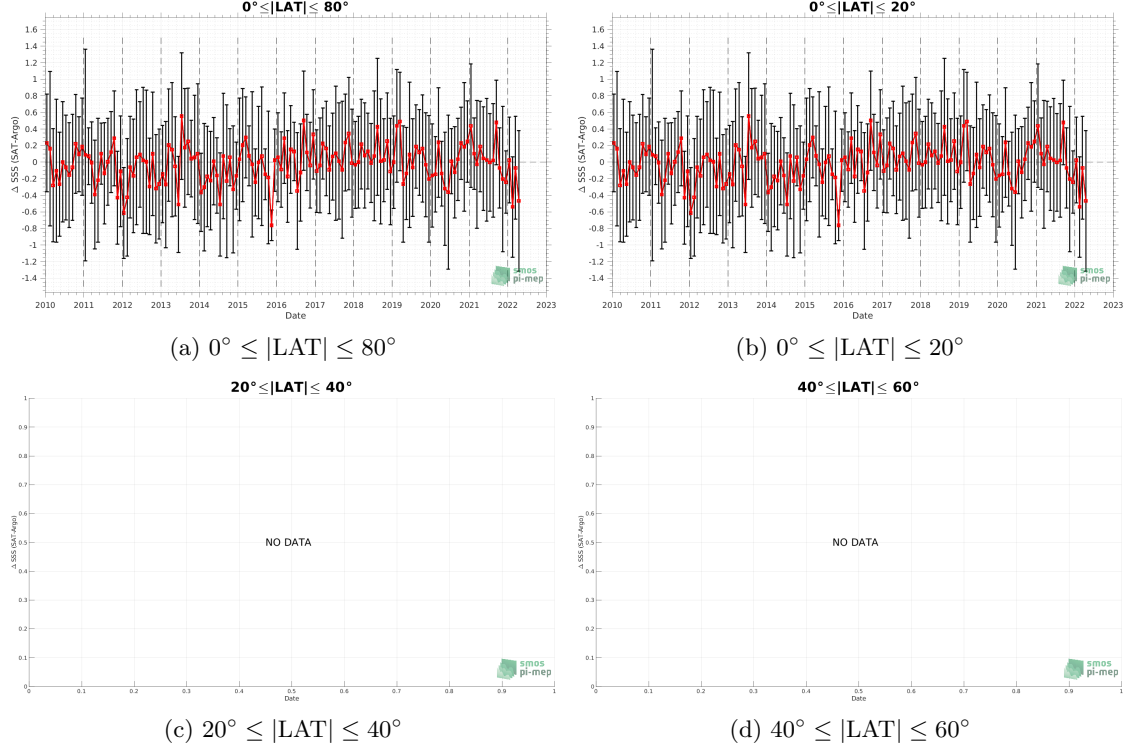 0°≤|LAT|≤ 80°
0°≤|LAT|≤ 20°
Δ SSS (SAT-Argo)
1.6
1.4
1.2
1
0.8
0.6
0.4
0.2
0
-0.2
-0.4
-0.6
-0.8
-1
-1.2
-1.4
2010 2011 2012 2013 2014 2015 2016 2017 2018 2019 2020 2021 2022 2023
Date
smos
pi-mep
Δ SSS (SAT-Argo)
1.6
1.4
1.2
1
0.8
0.6
0.4
0.2
0
-0.2
-0.4
-0.6
-0.8
-1
-1.2
-1.4
2010 2011 2012 2013 2014 2015 2016 2017 2018 2019 2020 2021 2022 2023
Date
smos
pi-mep
(a) 0° ≤ |LAT| ≤ 80°
(b) 0° ≤ |LAT| ≤ 20°
20°≤|LAT|≤ 40°
40°≤|LAT|≤ 60°
Δ SSS (SAT-Argo)
1
0.9
0.8
0.7
0.6
0.5
0.4
0.3
0.2
0.1
0
NO DATA
0 0.1 0.2 0.3 0.4 0.5 0.6 0.7 0.8 0.9 1
Date
smos
pi-mep
Δ SSS (SAT-Argo)
1
0.9
0.8
0.7
0.6
0.5
0.4
0.3
0.2
0.1
0
NO DATA
0 0.1 0.2 0.3 0.4 0.5 0.6 0.7 0.8 0.9 1
Date
smos
pi-mep
(c) 20° ≤ |LAT| ≤ 40°
(d) 40° ≤ |LAT| ≤ 60°